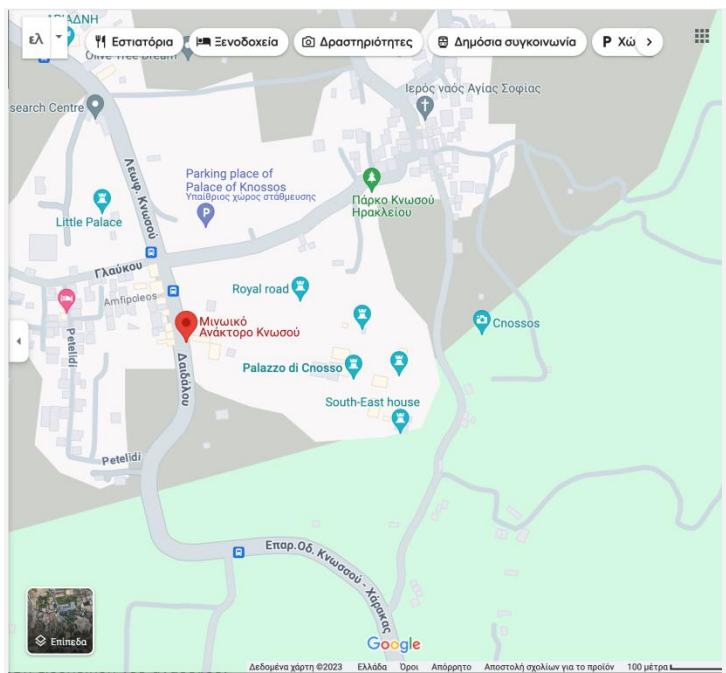 ΑΡΙΑΔΝΗ
ελ
Εστιατόρια
Ξενοδοχεία
Δραστηριότητες
Δημόσια συγκοινωνία
P Χώ
Olive Tree Dream
search Centre
Ιερός ναός Αγίας Σοφίας
Λεωφ. Κνωσού
Parking place of
Palace of Knossos
Υπαίθριος χώρος στάθμευσης
P
Πάρκο Κνωσού
Ηρακλείου
Little Palace
Γλαύκου
Amfipoleos
Royal road
Μινωικό
Ανάκτορο Κνωσού
Cnossos
Petelidi
Δαιδάλου
Palazzo di Cnosso
South-East house
Petelidi
Επαρ.Οδ. Κνωσσού - Χάρακας
Επίπεδα
Google
Δεδομένα χάρτη ©2023 Ελλάδα Όροι Απόρρητο Αποστολή σχολίων για το προϊόν 100 μέτρα